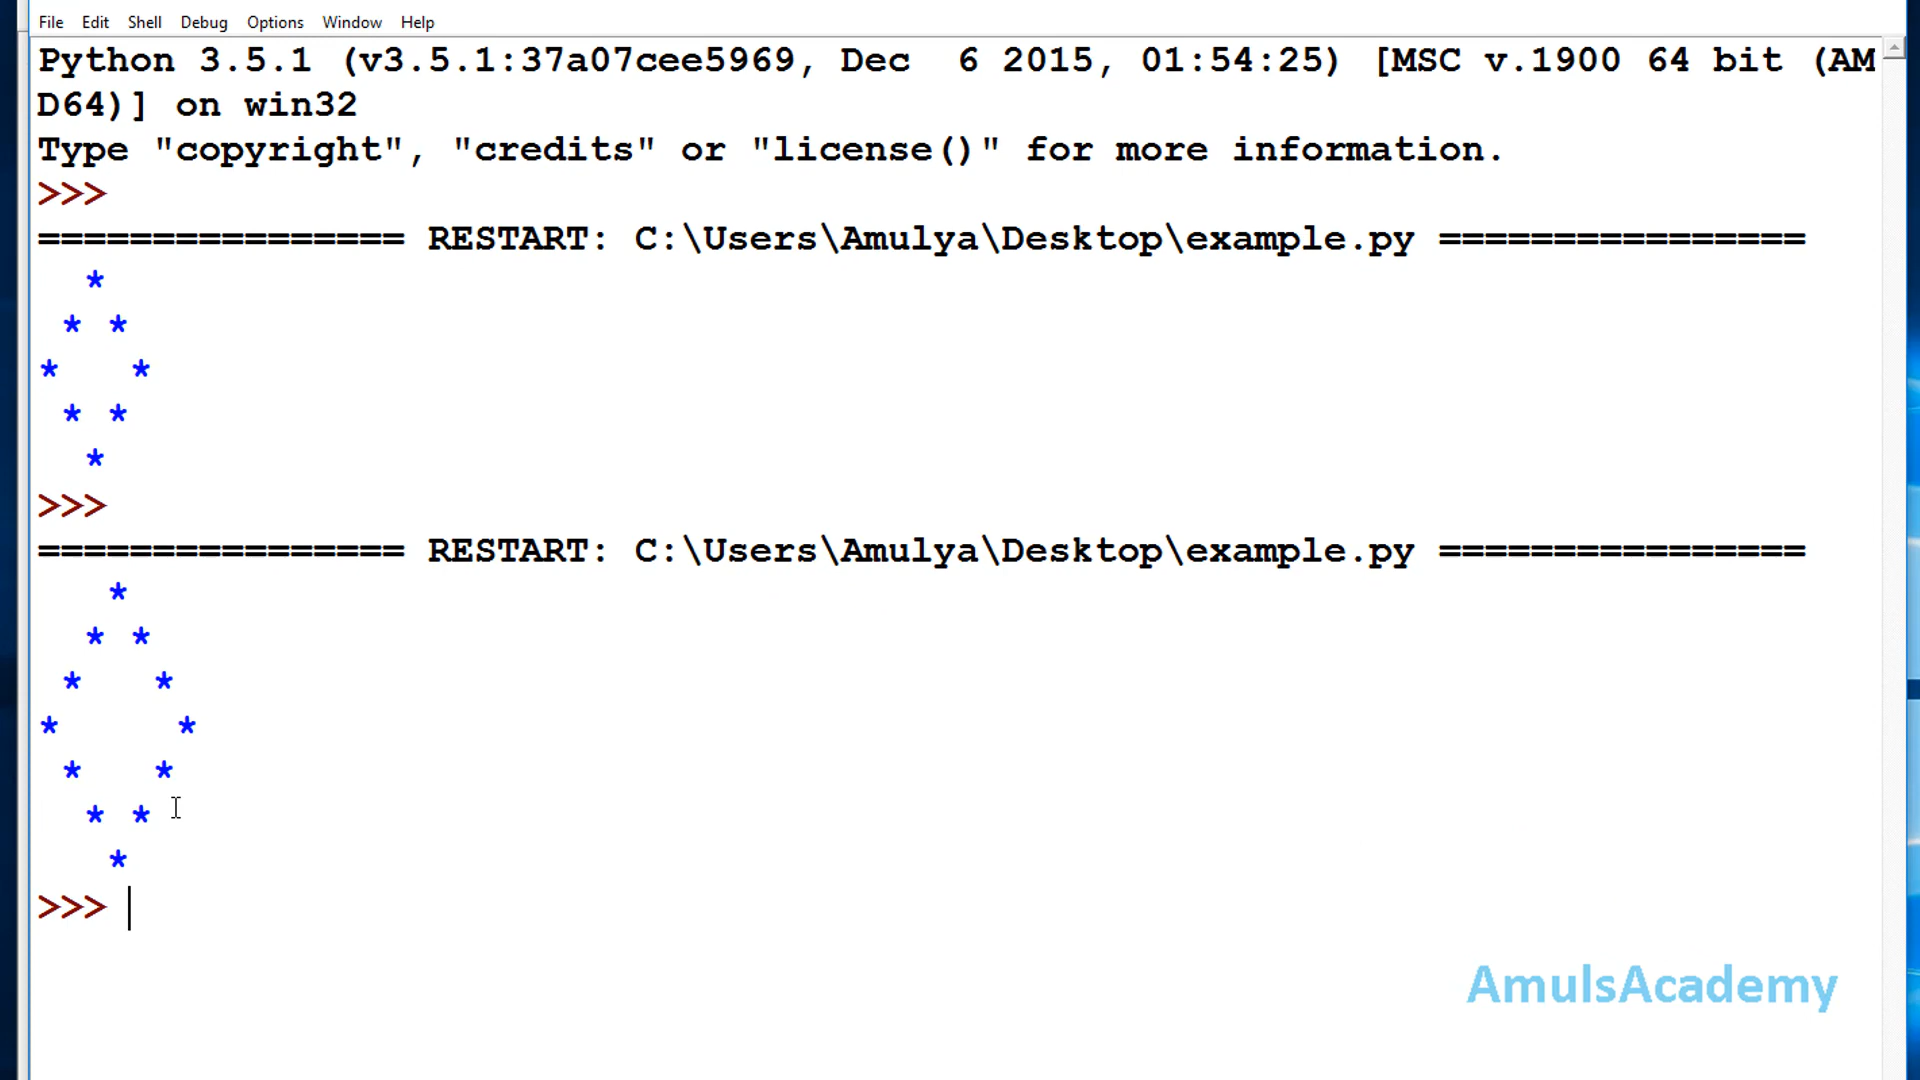 File Edit Shell Debug Options Window Help
Python 3.5.1 (v3.5.1:37a07cee5969, Dec  6 2015, 01:54:25) [MSC v.1900 64 bit (AM
D64)] on win32
Type "copyright", "credits" or "license()" for more information.
>>>
================ RESTART: C:\Users\Amulya\Desktop\example.py ================
  *
 * *
*   *
 * *
  *
>>>
================ RESTART: C:\Users\Amulya\Desktop\example.py ================
   *
  * *
 *   *
*     *
 *   *
  * *
   *
>>>
AmulsAcademy